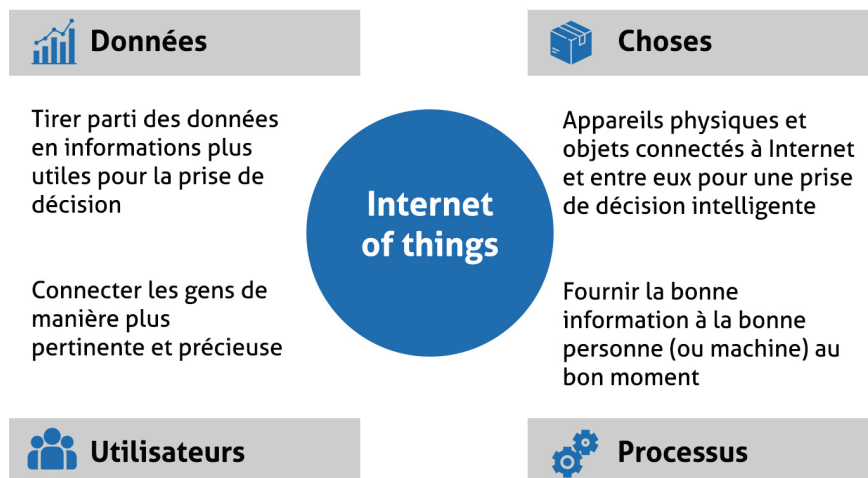 Données
Tirer parti des données
en informations plus
utiles pour la prise de
décision
Choses
Appareils physiques et
objets connectés à Internet
et entre eux pour une prise
de décision intelligente
Internet
of things
Connecter les gens de
manière plus
pertinente et précieuse
Utilisateurs
Fournir la bonne
information à la bonne
personne (ou machine) au
bon moment
Processus